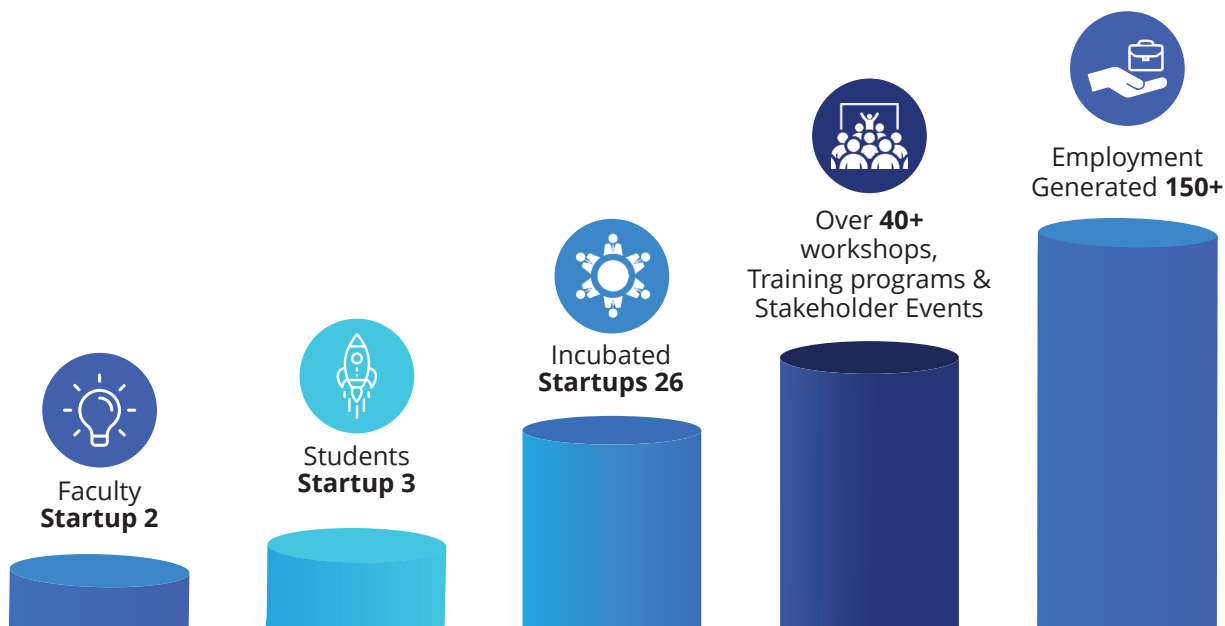 Faculty
Startup 2
Students
Startup 3
Incubated
Startups 26
Over 40+
workshops,
Training programs &
Stakeholder Events
Employment
Generated 150+